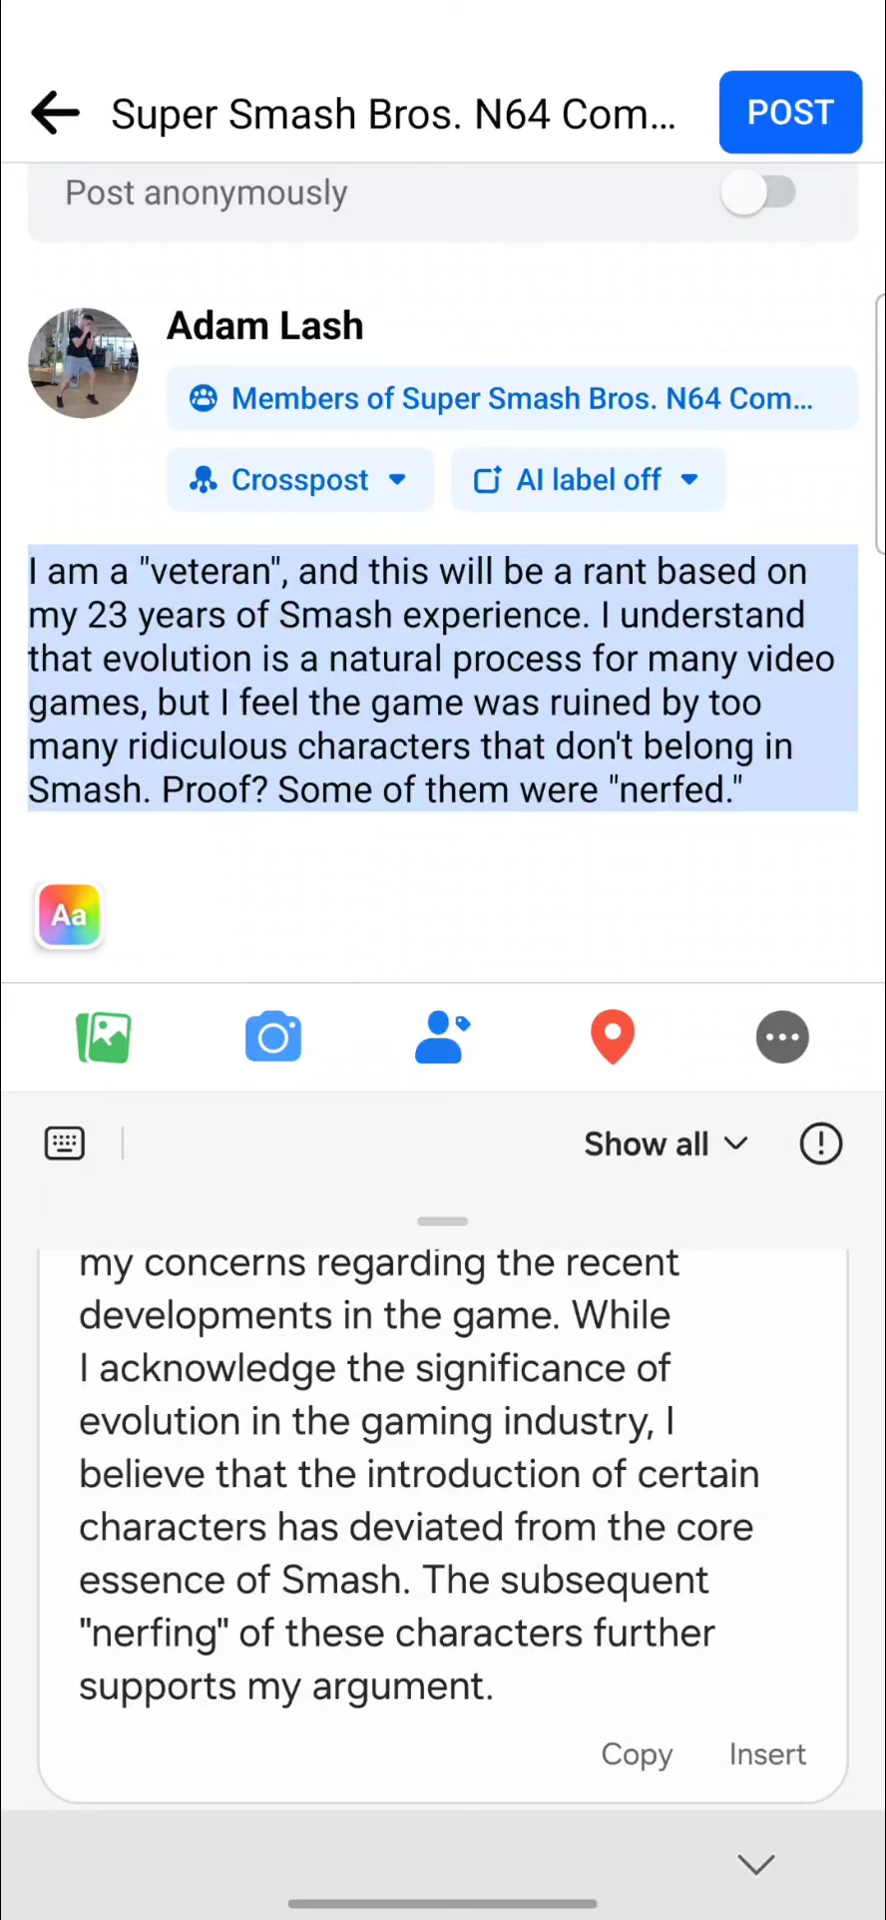 Super Smash Bros. N64 Com...
POST
Post anonymously
Adam Lash
Members of Super Smash Bros. N64 Com...
Crosspost
AI label off
I am a "veteran", and this will be a rant based on
my 23 years of Smash experience. I understand
that evolution is a natural process for many video
games, but I feel the game was ruined by too
many ridiculous characters that don't belong in
Smash. Proof? Some of them were "nerfed."
Aa
Show all
my concerns regarding the recent
developments in the game. While
I acknowledge the significance of
evolution in the gaming industry, I
believe that the introduction of certain
characters has deviated from the core
essence of Smash. The subsequent
"nerfing" of these characters further
supports my argument.
Copy
Insert